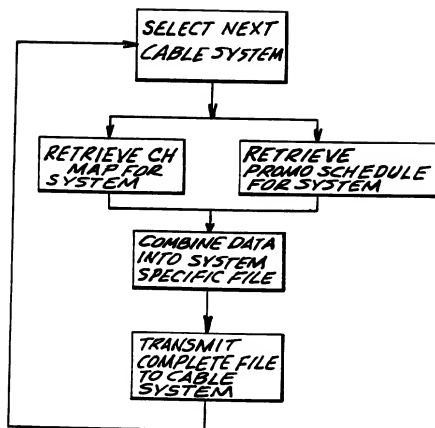 SELECT NEXT
CABLE SYSTEM
RETRIEVE CH
MAP FOR
SYSTEM
RETRIEVE
PROMO SCHEDULE
FOR SYSTEM
COMBINE DATA
INTO SYSTEM
SPECIFIC FILE
TRANSMIT
COMPLETE FILE
TO CABLE
SYSTEM